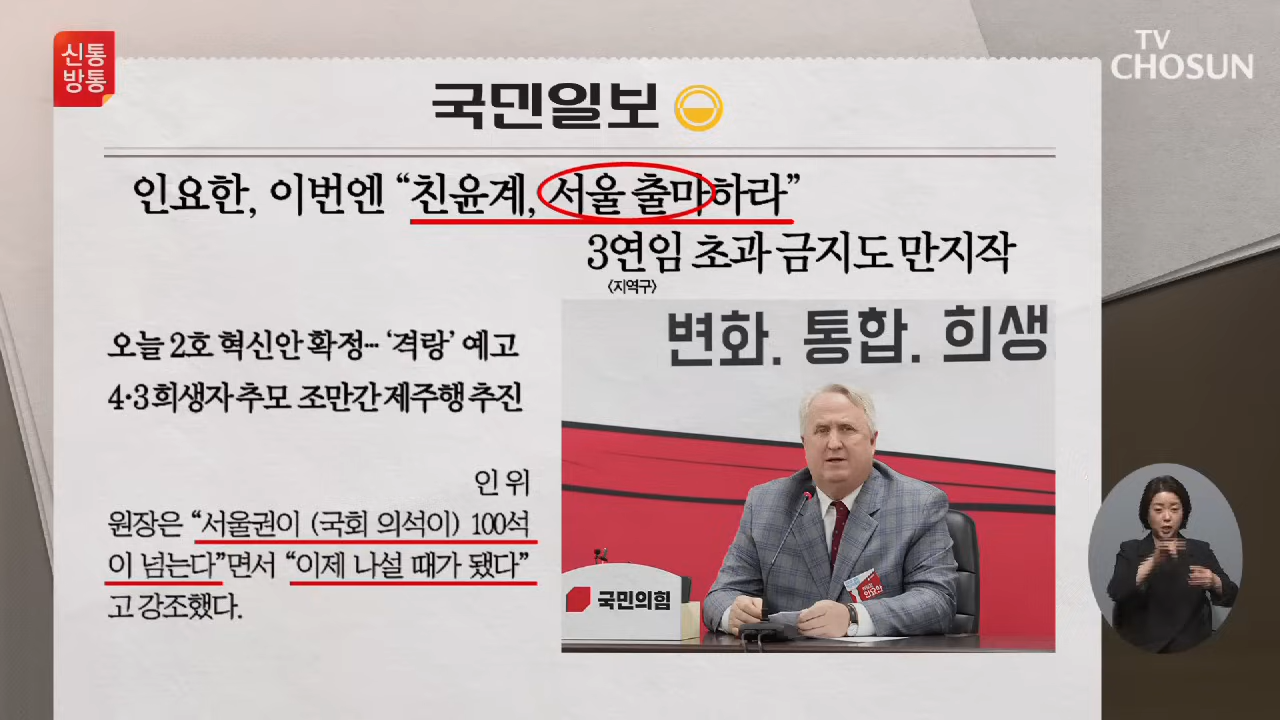 신통
방통
TV
CHOSUN
국민일보
인요한, 이번엔 “친윤계, 서울 출마하라”
3연임 초과 금지도 만지작
〈지역구〉
오늘 2호 혁신안 확정… ‘격랑’ 예고
4·3 희생자 추모 조만간 제주행 추진
변화. 통합. 희생
인 위
원장은 “서울권이 (국회 의석이) 100석
이 넘는다”면서 “이제 나설 때가 됐다”
고 강조했다.
국민의힘